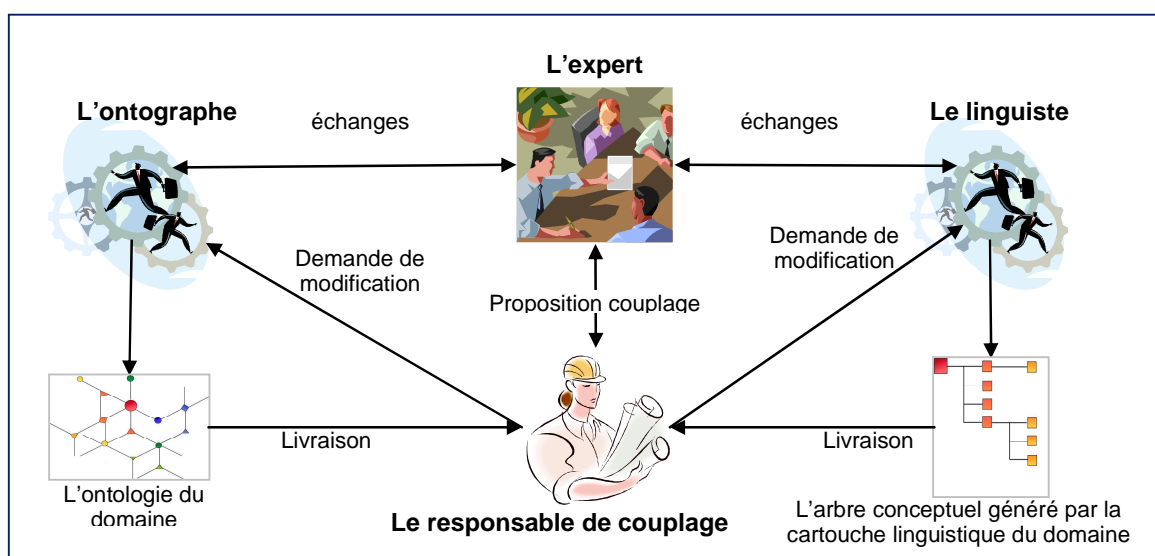 L'expert
L'ontographe
Le linguiste
échanges
échanges
Demande de
modification
Demande de
modification
Proposition couplage
Livraison
Livraison
L'ontologie du
domaine
Le responsable de couplage
L'arbre conceptuel généré par la
cartouche linguistique du domaine